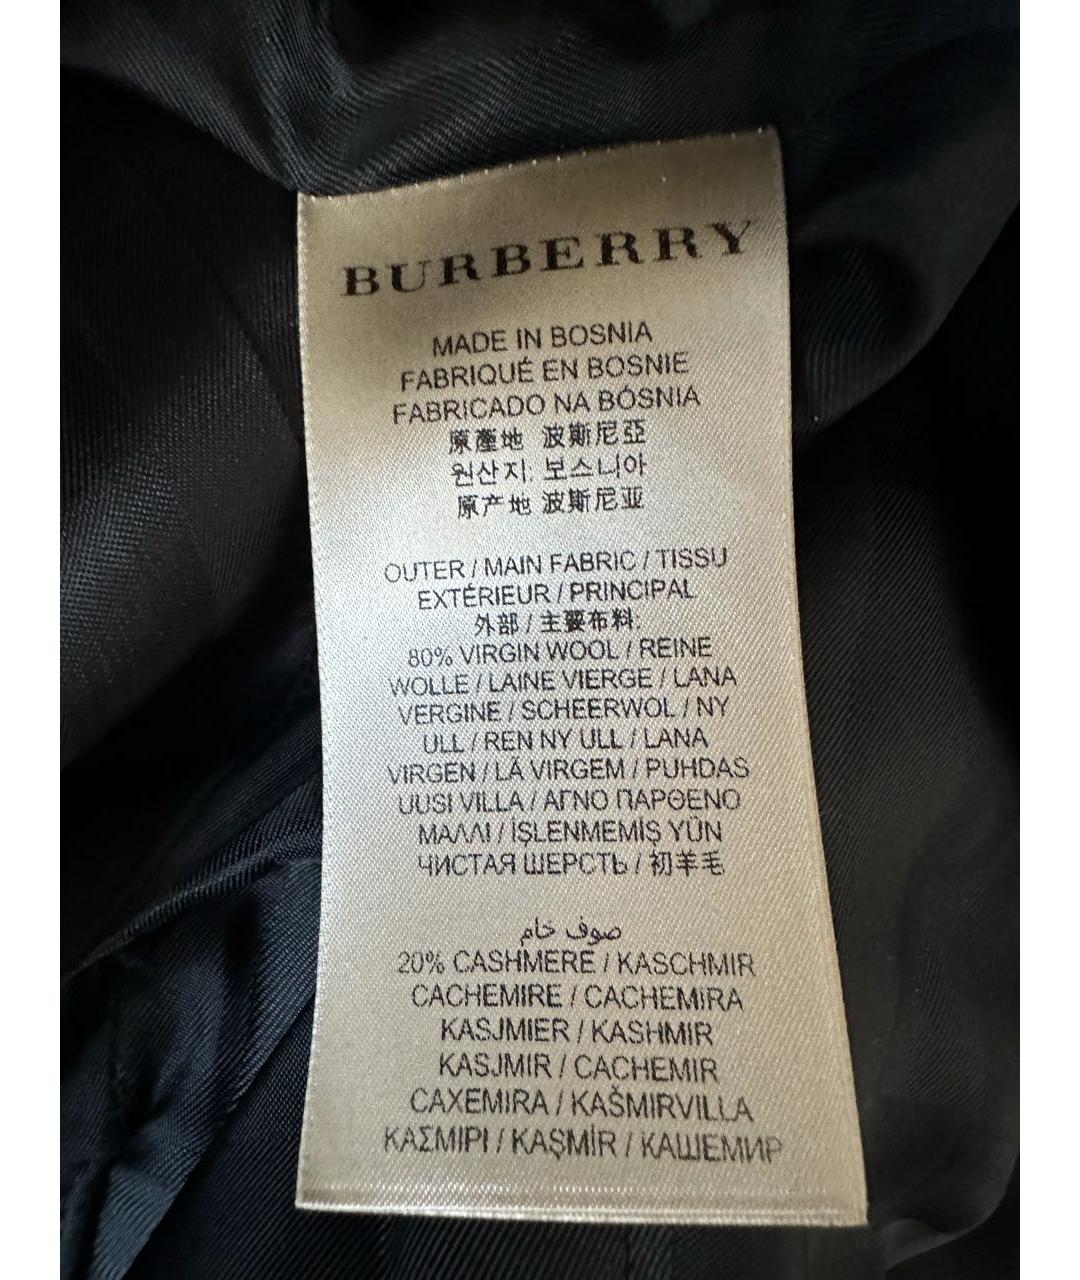 BURBERRY
MADE IN BOSNIA
FABRIQUÉ EN BOSNIE
FABRICADO NA BÓSNIA
原產地 波斯尼亞
원산지: 보스니아
原产地 波斯尼亚
OUTER / MAIN FABRIC / TISSU
EXTÉRIEUR / PRINCIPAL
外部 / 主要布料:
80% VIRGIN WOOL / REINE
WOLLE / LAINE VIERGE / LANA
VERGINE / SCHEERWOL / NY
ULL / REN NY ULL / LANA
VIRGEN / LÃ VIRGEM / PUHDAS
UUSI VILLA / ΑΓΝΟ ΠΑΡΘΕΝΟ
ΜΑΛΛΙ / İŞLENMEMİŞ YÜN
ЧИСТАЯ ШЕРСТЬ / 初羊毛
صوف خام
20% CASHMERE / KASCHMIR
CACHEMIRE / CACHEMIRA
KASJMIER / KASHMIR
KASJMIR / CACHEMIR
CAXEMIRA / KAŠMIRVILLA
ΚΑΣΜΙΡΙ / KAŞMİR / КАШЕМИР